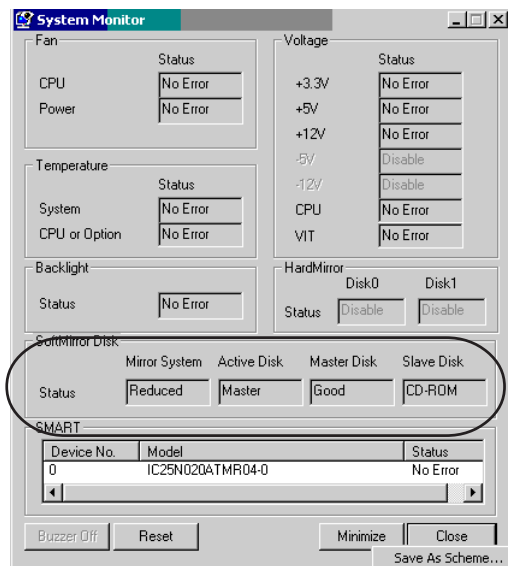 System Monitor
Fan
Status
CPU No Error
Power No Error
Voltage
Status
+3.3V No Error
+5V No Error
+12V No Error
-5V Disable
-12V Disable
CPU No Error
VIT No Error
Temperature
Status
System No Error
CPU or Option No Error
Backlight
Status No Error
HardMirror
Disk0 Disk1
Status Disable Disable
SoftMirror Disk
Mirror System Active Disk Master Disk Slave Disk
Status Reduced Master Good CD-ROM
SMART
Device No. Model Status
0 IC25N020ATMR04-0 No Error
Buzzer Off Reset Minimize Close
Save As Scheme...